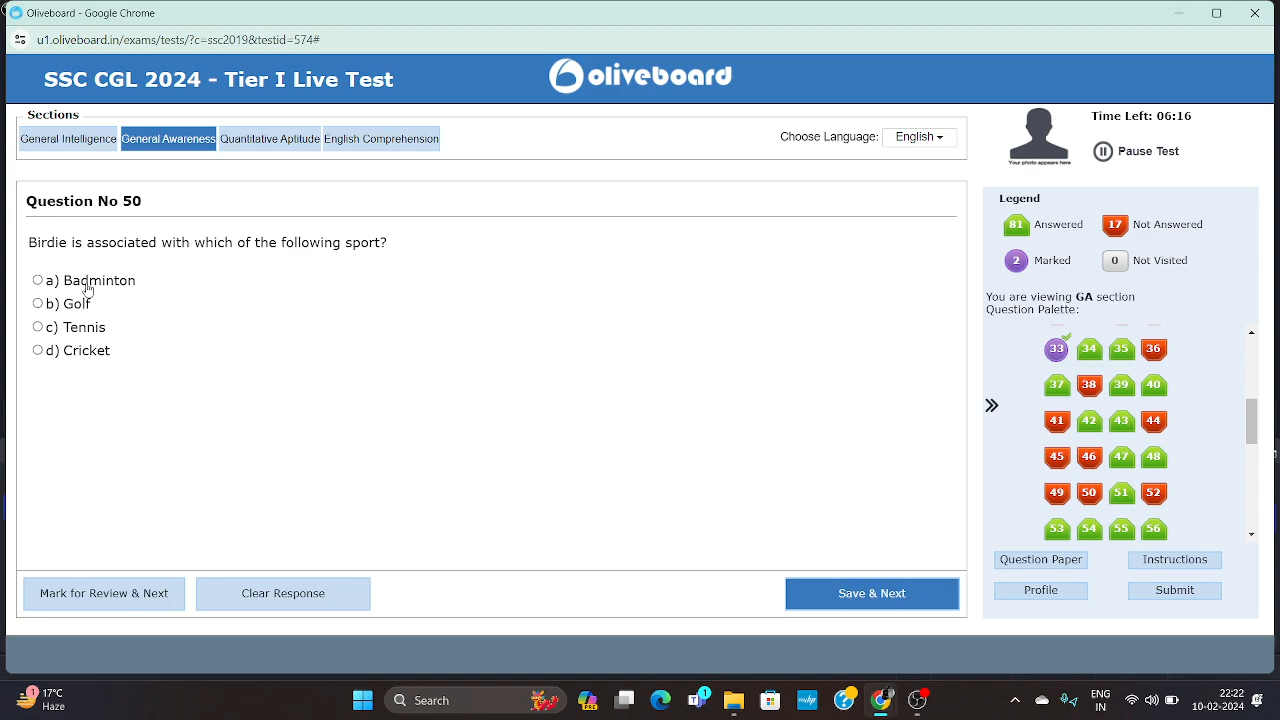 Oliveboard - Google Chrome
u1.oliveboard.in/exams/tests/?c=ssc2019&testid=574#
SSC CGL 2024 - Tier I Live Test
oliveboard
Sections
General Intelligence General Awareness Quantitative Aptitude English Comprehension
Choose Language: English
Your photo appears here
Time Left: 06:16
Pause Test
Question No 50
Birdie is associated with which of the following sport?
a) Badminton
b) Golf
c) Tennis
d) Cricket
Mark for Review & Next Clear Response Save & Next
Legend
81 Answered 17 Not Answered
2 Marked 0 Not Visited
You are viewing GA section
Question Palette:
33 34 35 36
37 38 39 40
41 42 43 44
45 46 47 48
49 50 51 52
53 54 55 56
Question Paper Instructions
Profile Submit
17°C
Haze
Search
1
ENG
IN
22:22
10-02-2024